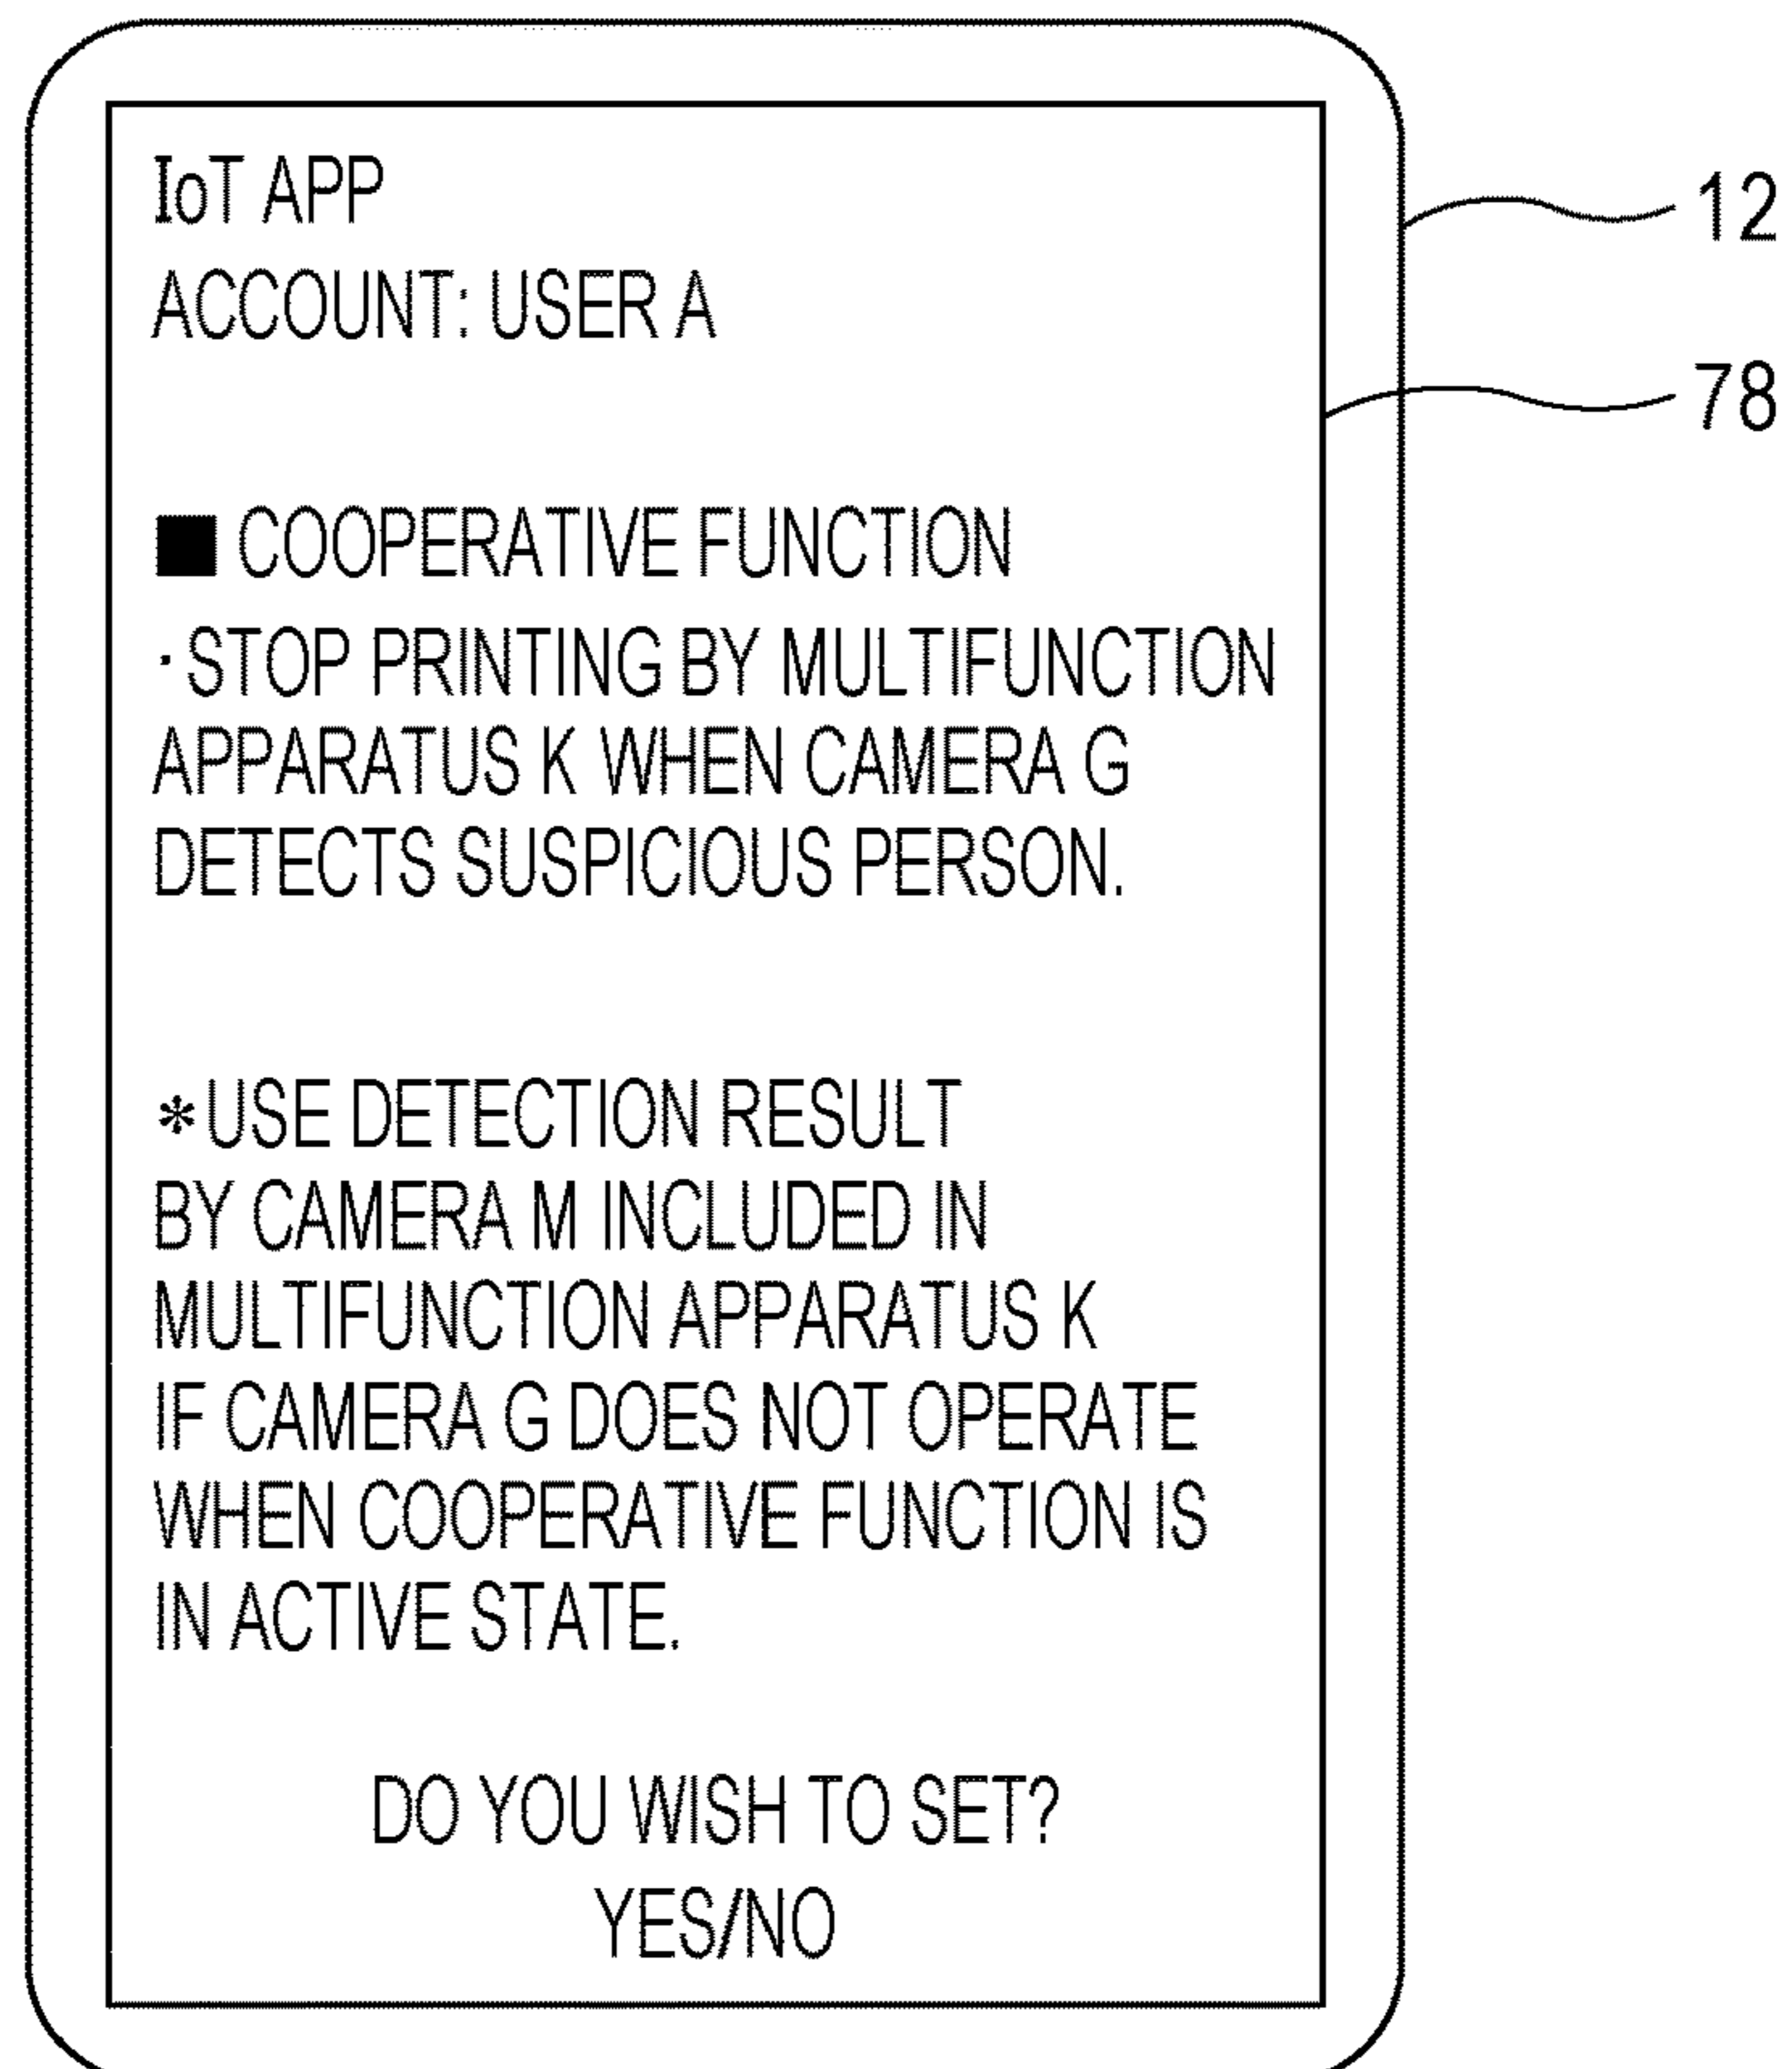 IoT APP
ACCOUNT: USER A
■ COOPERATIVE FUNCTION
·STOP PRINTING BY MULTIFUNCTION
APPARATUS K WHEN CAMERA G
DETECTS SUSPICIOUS PERSON.
*USE DETECTION RESULT
BY CAMERA M INCLUDED IN
MULTIFUNCTION APPARATUS K
IF CAMERA G DOES NOT OPERATE
WHEN COOPERATIVE FUNCTION IS
IN ACTIVE STATE.
DO YOU WISH TO SET?
YES/NO
12
78